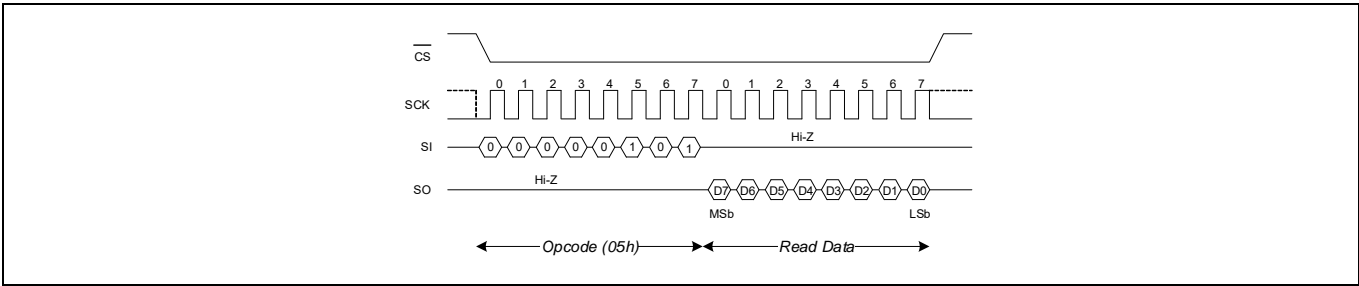 CS
0 1 2 3 4 5 6 7 0 1 2 3 4 5 6 7
SCK
Hi-Z
SI 0 0 0 0 0 1 0 1
Hi-Z
SO D7 D6 D5 D4 D3 D2 D1 D0
MSb LSb
Opcode (05h) Read Data